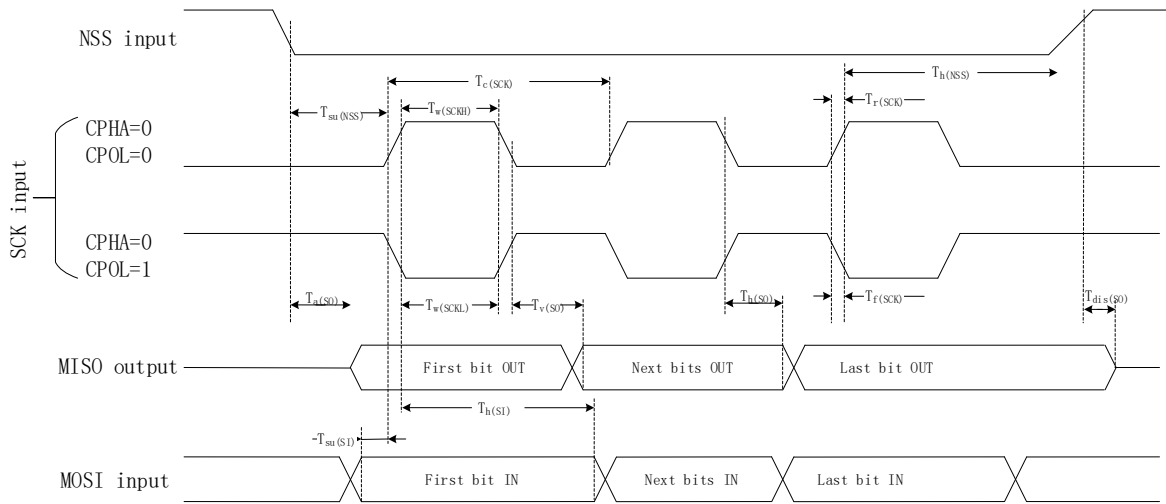 NSS input
Tc(SCK)
Th(NSS)
Tsu(NSS)
Tw(SCKH)
Tr(SCK)
CPHA=0
CPOL=0
SCK input
CPHA=0
CPOL=1
Ta(SO)
Tw(SCKL)
Tv(SO)
Th(SO)
Tf(SCK)
Tdis(SO)
MISO output
First bit OUT
Next bits OUT
Last bit OUT
Th(SI)
Tsu(SI)
MOSI input
First bit IN
Next bits IN
Last bit IN